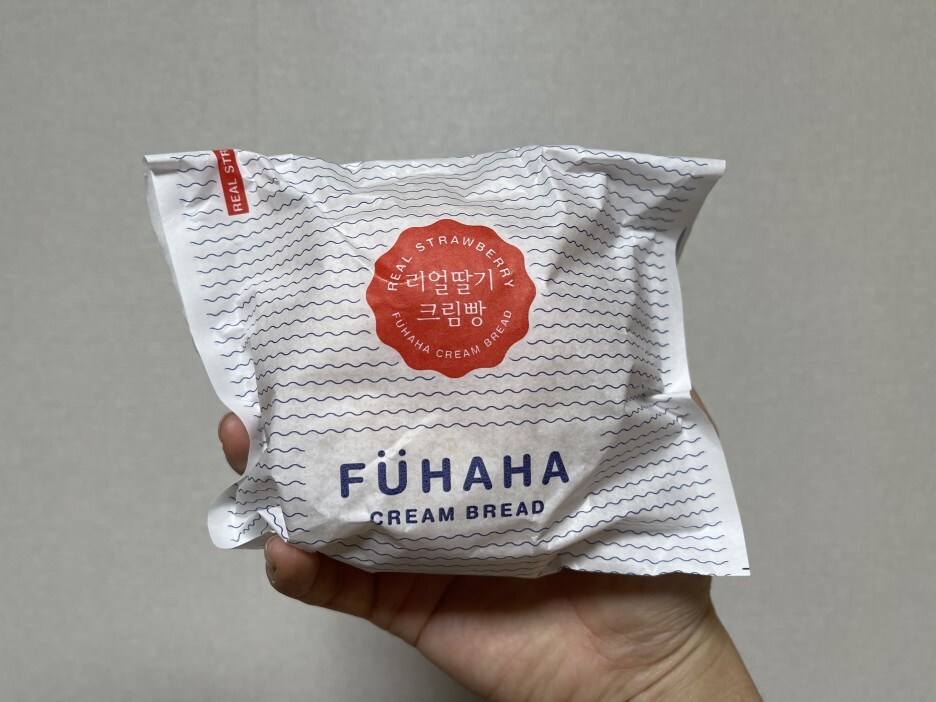 REAL STR
REAL STRAWBERRY
리얼딸기
크림빵
FÜHAHA CREAM BREAD
FÜHAHA
CREAM BREAD